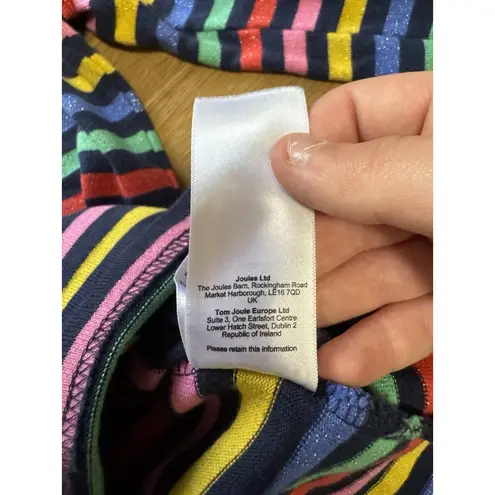 Joules Ltd
The Joules Barn, Rockingham Road
Market Harborough, LE16 7QD
UK
Tom Joule Europe Ltd
Suite 3, One Earlsfort Centre
Lower Hatch Street, Dublin 2
Republic of Ireland
Please retain this information